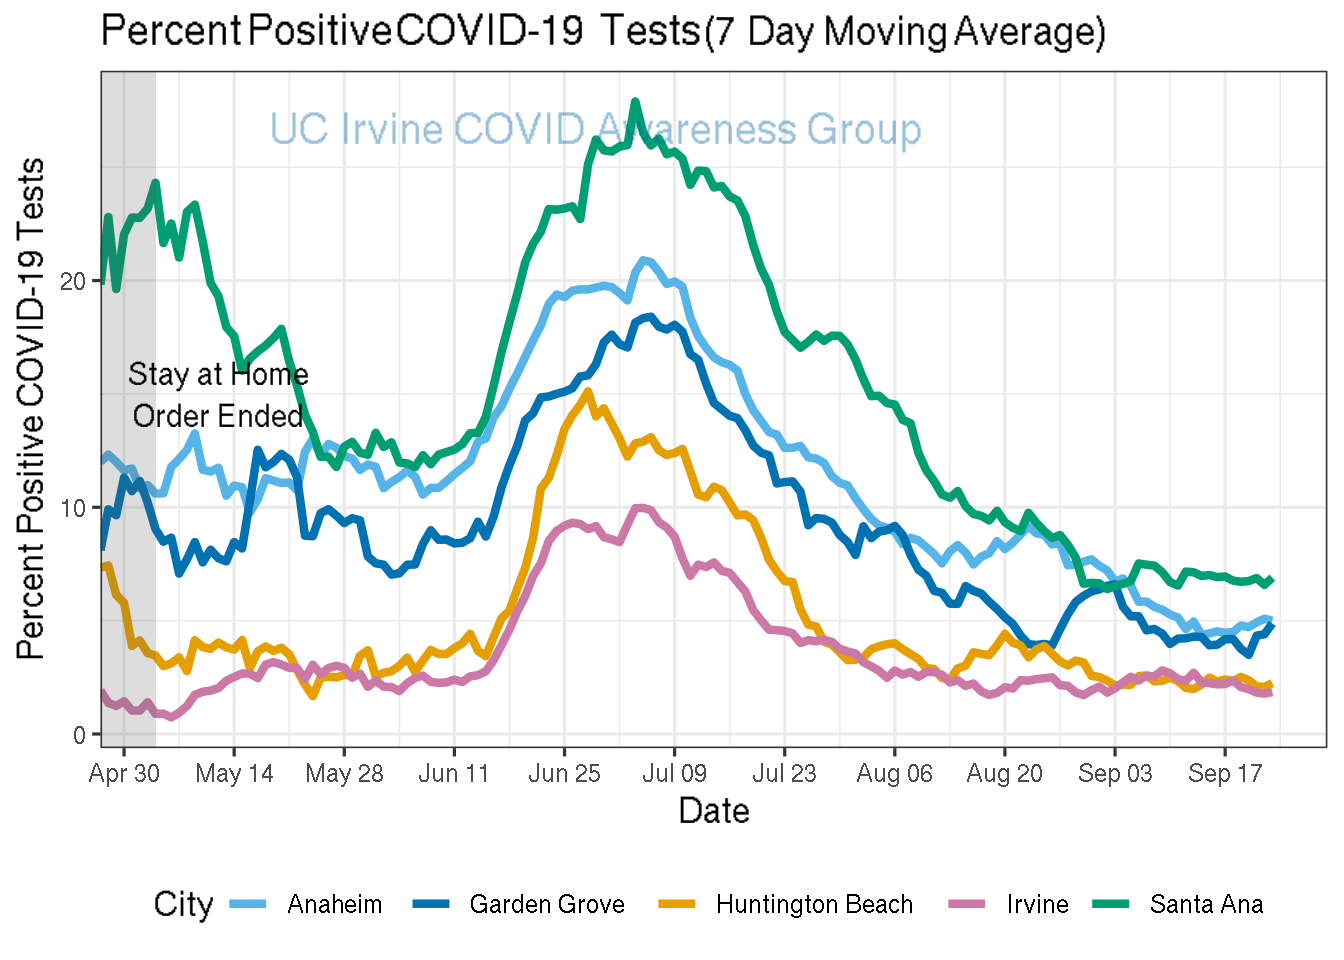 Percent Positive COVID-19 Tests (7 Day Moving Average)
UC Irvine COVID Awareness Group
Percent Positive COVID-19 Tests
20
10
0
Stay at Home
Order Ended
Apr 30 May 14 May 28 Jun 11 Jun 25 Jul 09 Jul 23 Aug 06 Aug 20 Sep 03 Sep 17
Date
City Anaheim Garden Grove Huntington Beach Irvine Santa Ana